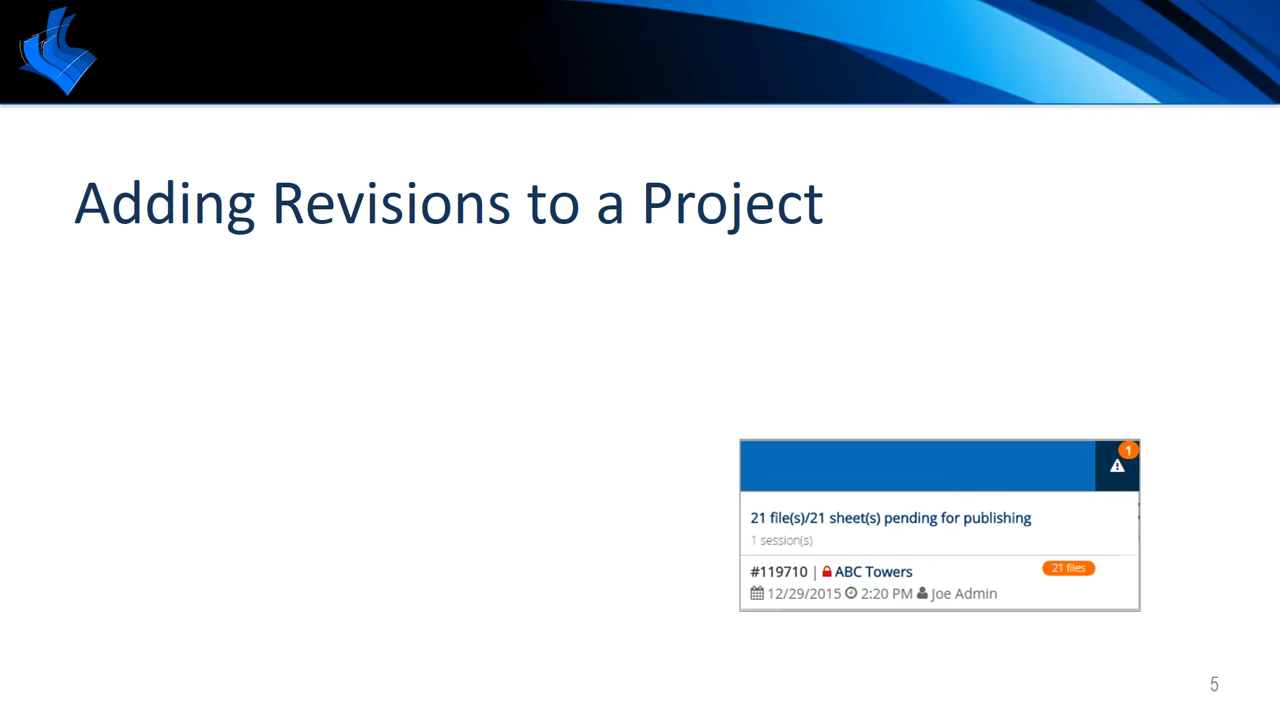 Adding Revisions to a Project
1
21 file(s)/21 sheet(s) pending for publishing
1 session(s)
#119710 | ABC Towers 21 files
12/29/2015 2:20 PM Joe Admin
5